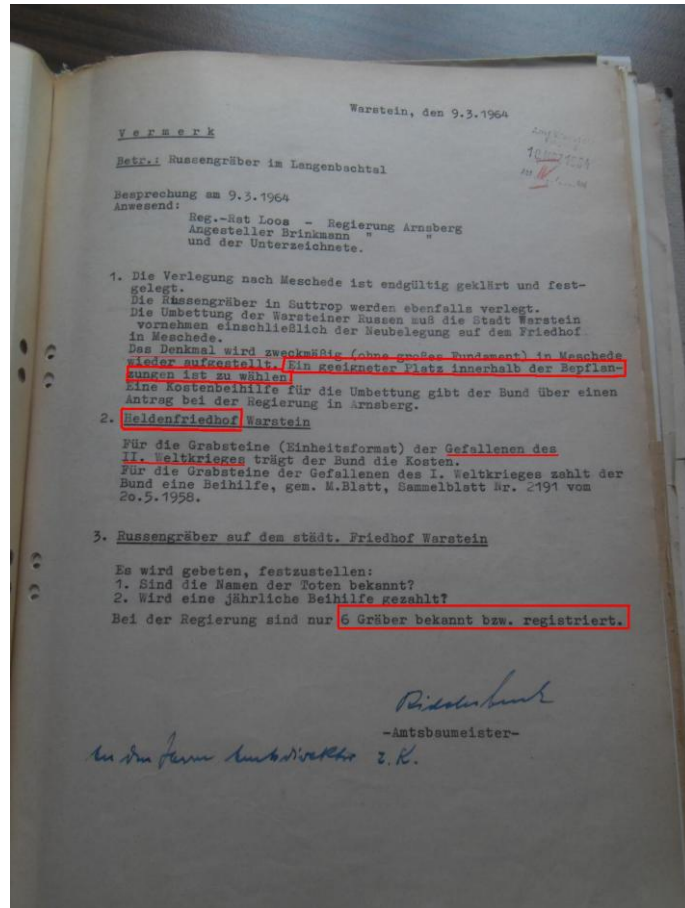 Warstein, den 9.3.1964
V e r m e r k
Betr.: Russengräber im Langenbachtal
Besprechung am 9.3.1964
Anwesend:
Reg.-Rat Loos - Regierung Arnsberg
Angesteller Brinkmann " "
und der Unterzeichnete.
1. Die Verlegung nach Meschede ist endgültig geklärt und fest-
gelegt.
Die Russengräber in Suttrop werden ebenfalls verlegt.
Die Umbettung der Warsteiner Russen muß die Stadt Warstein
vornehmen einschließlich der Neubelegung auf dem Friedhof
in Meschede.
Das Denkmal wird zweckmäßig (ohne großes Fundament) in Meschede
wieder aufgestellt. Ein geeigneter Platz innerhalb der Bepflan-
zungen ist zu wählen
Eine Kostenbeihilfe für die Umbettung gibt der Bund über einen
Antrag bei der Regierung in Arnsberg.
2. Heldenfriedhof Warstein
Für die Grabsteine (Einheitsformat) der Gefallenen des
II. Weltkrieges trägt der Bund die Kosten.
Für die Grabsteine der Gefallenen des I. Weltkrieges zahlt der
Bund eine Beihilfe, gem. M.Blatt, Sammelblatt Nr. 2191 vom
2o.5.1958.
3. Russengräber auf dem städt. Friedhof Warstein
Es wird gebeten, festzustellen:
1. Sind die Namen der Toten bekannt?
2. Wird eine jährliche Beihilfe gezahlt?
Bei der Regierung sind nur 6 Gräber bekannt bzw. registriert.
-Amtsbaumeister-
An den Herrn Amtsdirektor z.K.